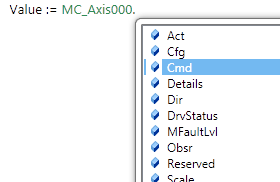 Value := MC_Axis000.
Act
Cfg
Cmd
Details
Dir
DrvStatus
MFaultLvl
Obsr
Reserved
Scale